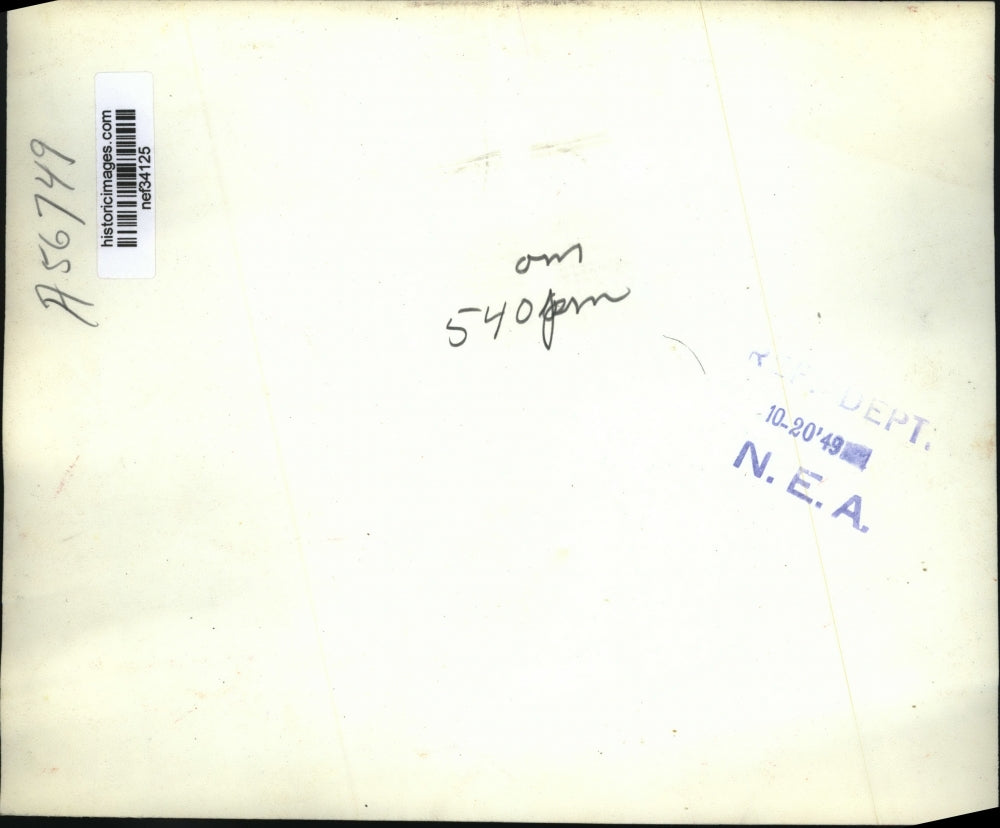 A56749
historicimages.com
nef34125
om
540pm
DEPT.
10-20'49
N. E. A.